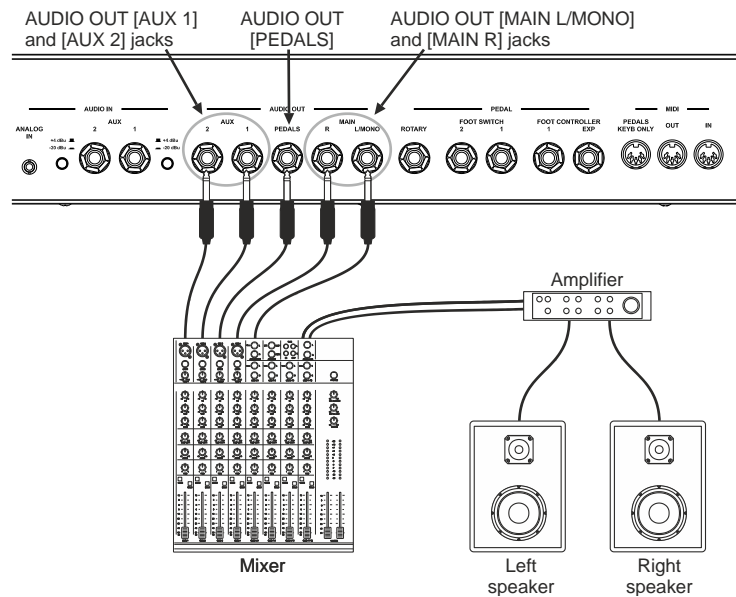 AUDIO OUT [AUX 1]
and [AUX 2] jacks
AUDIO OUT
[PEDALS]
AUDIO OUT [MAIN L/MONO]
and [MAIN R] jacks
AUDIO IN
AUDIO OUT
PEDAL
MIDI
ANALOG
IN
AUX
2
1
+4 dBu
-20 dBu
+4 dBu
-20 dBu
AUX
2
1
PEDALS
MAIN
R
L/MONO
ROTARY
FOOT SWITCH
2
1
FOOT CONTROLLER
1
EXP
PEDALS
KEYB ONLY
OUT
IN
Amplifier
Mixer
Left
speaker
Right
speaker